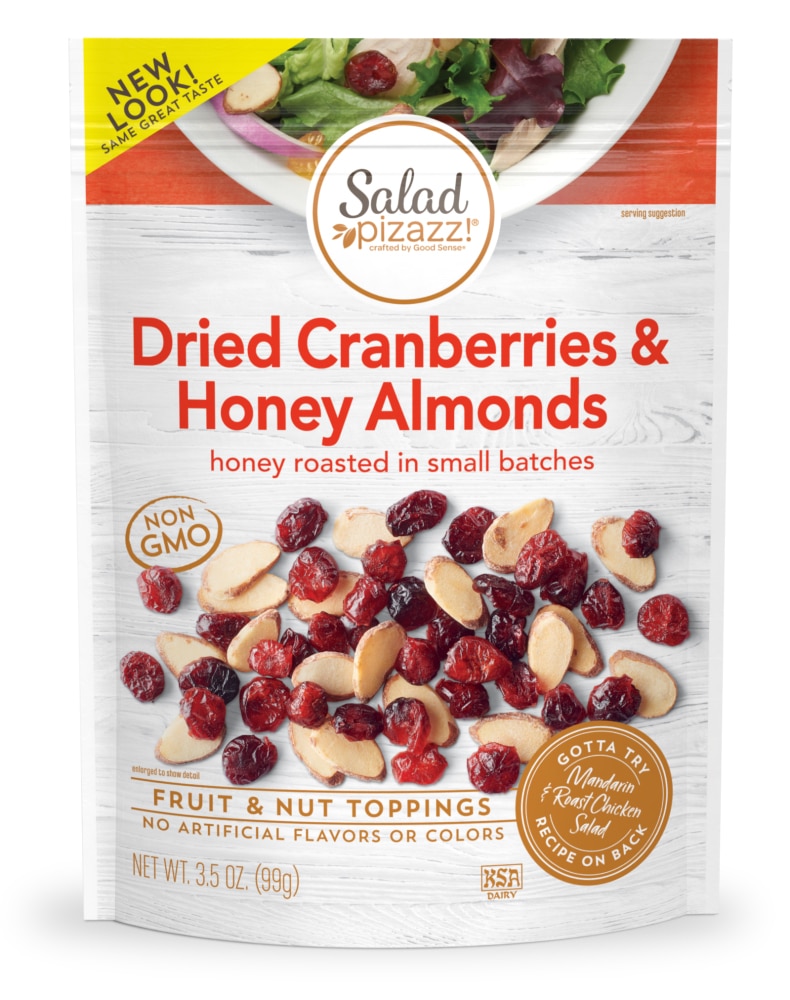 NEW
LOOK!
SAME GREAT TASTE
Salad
pizazz!®
crafted by Good Sense®
serving suggestion
Dried Cranberries &
Honey Almonds
honey roasted in small batches
NON
GMO
enlarged to show detail
FRUIT & NUT TOPPINGS
NO ARTIFICIAL FLAVORS OR COLORS
NET WT. 3.5 OZ. (99g)
KSA
DAIRY
GOTTA TRY
Mandarin
& Roast Chicken
Salad
RECIPE ON BACK